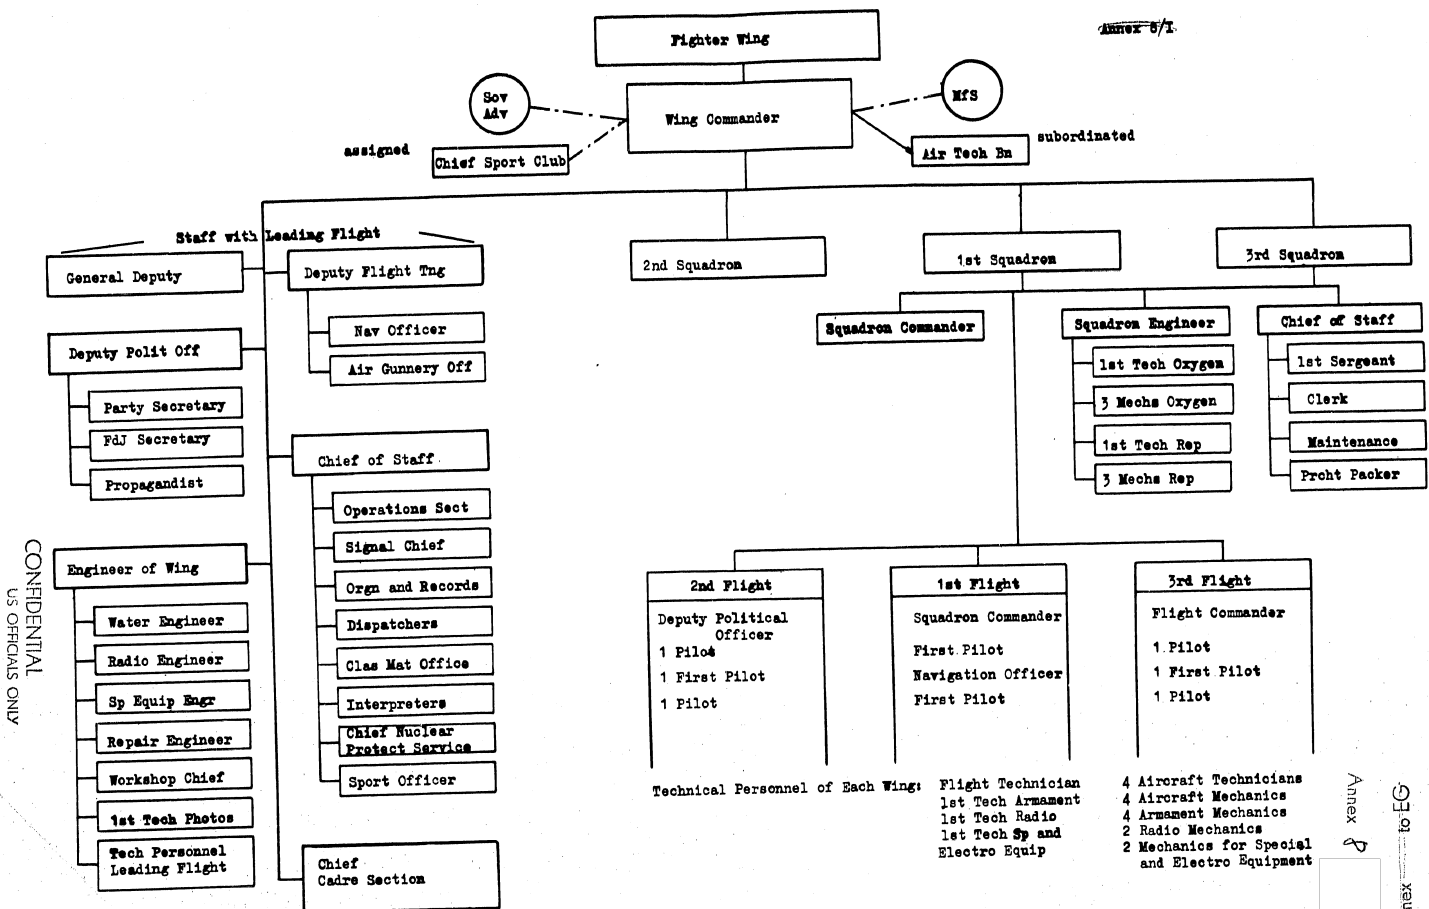 Annex 8/I
Fighter Wing
Sov
Adv
Wing Commander
MfS
assigned
Chief Sport Club
Air Tech Bn
subordinated
Staff with Leading Flight
General Deputy
Deputy Flight Tng
Nav Officer
Air Gunnery Off
Deputy Polit Off
Party Secretary
FdJ Secretary
Propagandist
Chief of Staff
Operations Sect
Signal Chief
Orgn and Records
Dispatchers
Clas Mat Office
Interpreters
Chief Nuclear
Protect Service
Sport Officer
Engineer of Wing
Water Engineer
Radio Engineer
Sp Equip Engr
Repair Engineer
Workshop Chief
1st Tech Photos
Tech Personnel
Leading Flight
Chief
Cadre Section
2nd Squadron
1st Squadron
3rd Squadron
Squadron Commander
Squadron Engineer
1st Tech Oxygen
3 Mechs Oxygen
1st Tech Rep
3 Mechs Rep
Chief of Staff
1st Sergeant
Clerk
Maintenance
Prcht Packer
2nd Flight
Deputy Political
Officer
1 Pilot
1 First Pilot
1 Pilot
1st Flight
Squadron Commander
First Pilot
Navigation Officer
First Pilot
3rd Flight
Flight Commander
1 Pilot
1 First Pilot
1 Pilot
Technical Personnel of Each Wing:
Flight Technician
1st Tech Armament
1st Tech Radio
1st Tech Sp and
Electro Equip
4 Aircraft Technicians
4 Aircraft Mechanics
4 Armament Mechanics
2 Radio Mechanics
2 Mechanics for Special
and Electro Equipment
CONFIDENTIAL
US OFFICIALS ONLY
Annex 8
nex to EG